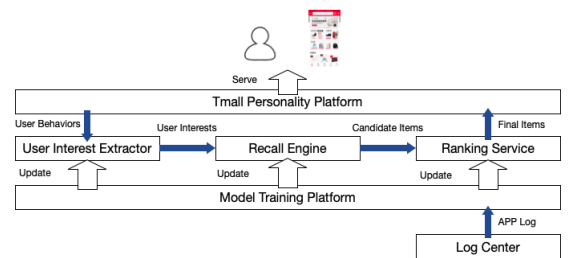 Serve
Tmall Personality Platform
User Behaviors
User Interests
Candidate Items
Final Items
User Interest Extractor
Recall Engine
Ranking Service
Update
Update
Update
Model Training Platform
APP Log
Log Center